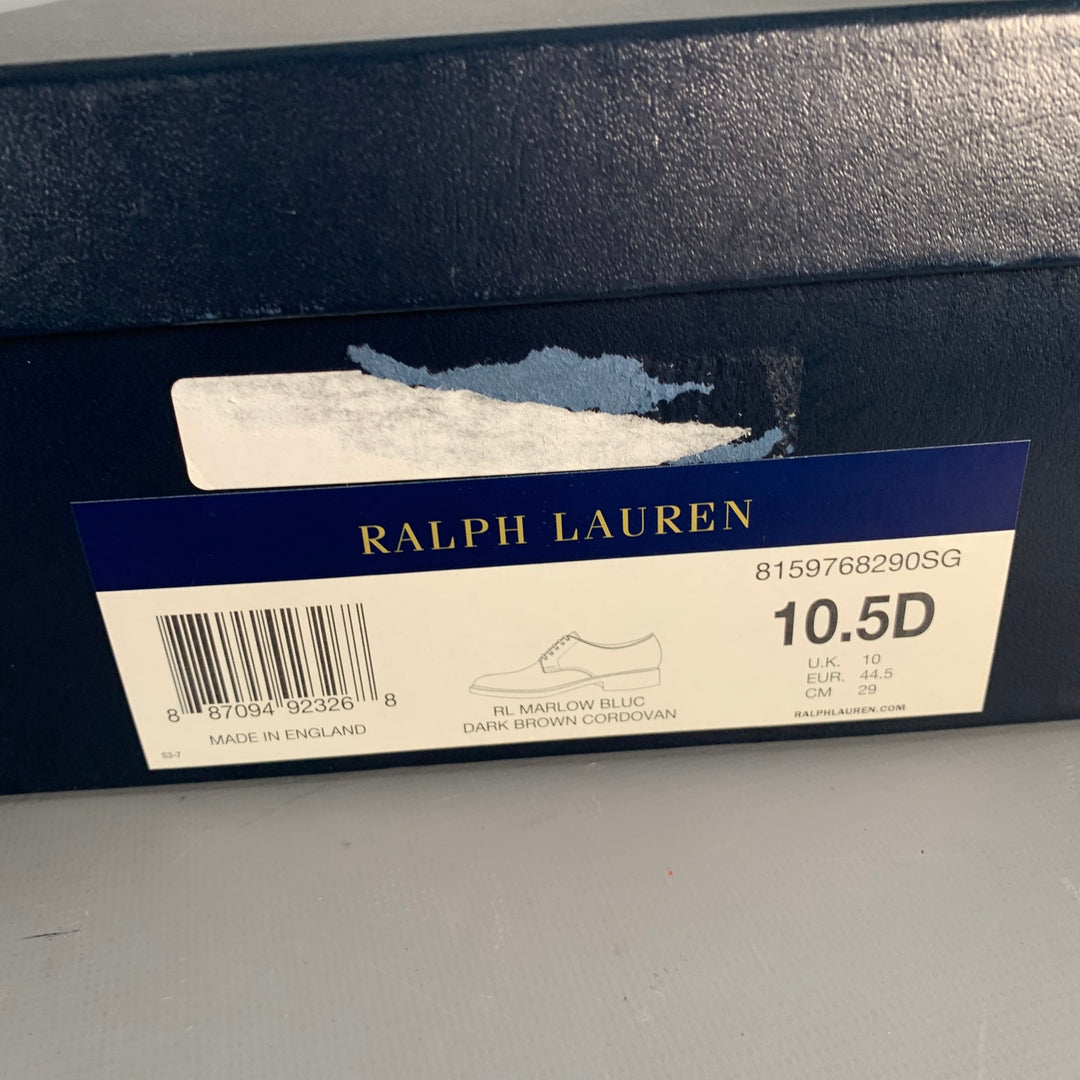 RALPH LAUREN
8159768290SG
10.5D
U.K. 10
EUR. 44.5
CM 29
RALPHLAUREN.COM
RL MARLOW BLUC
DARK BROWN CORDOVAN
8 87094 92326 8
MADE IN ENGLAND
S3-7